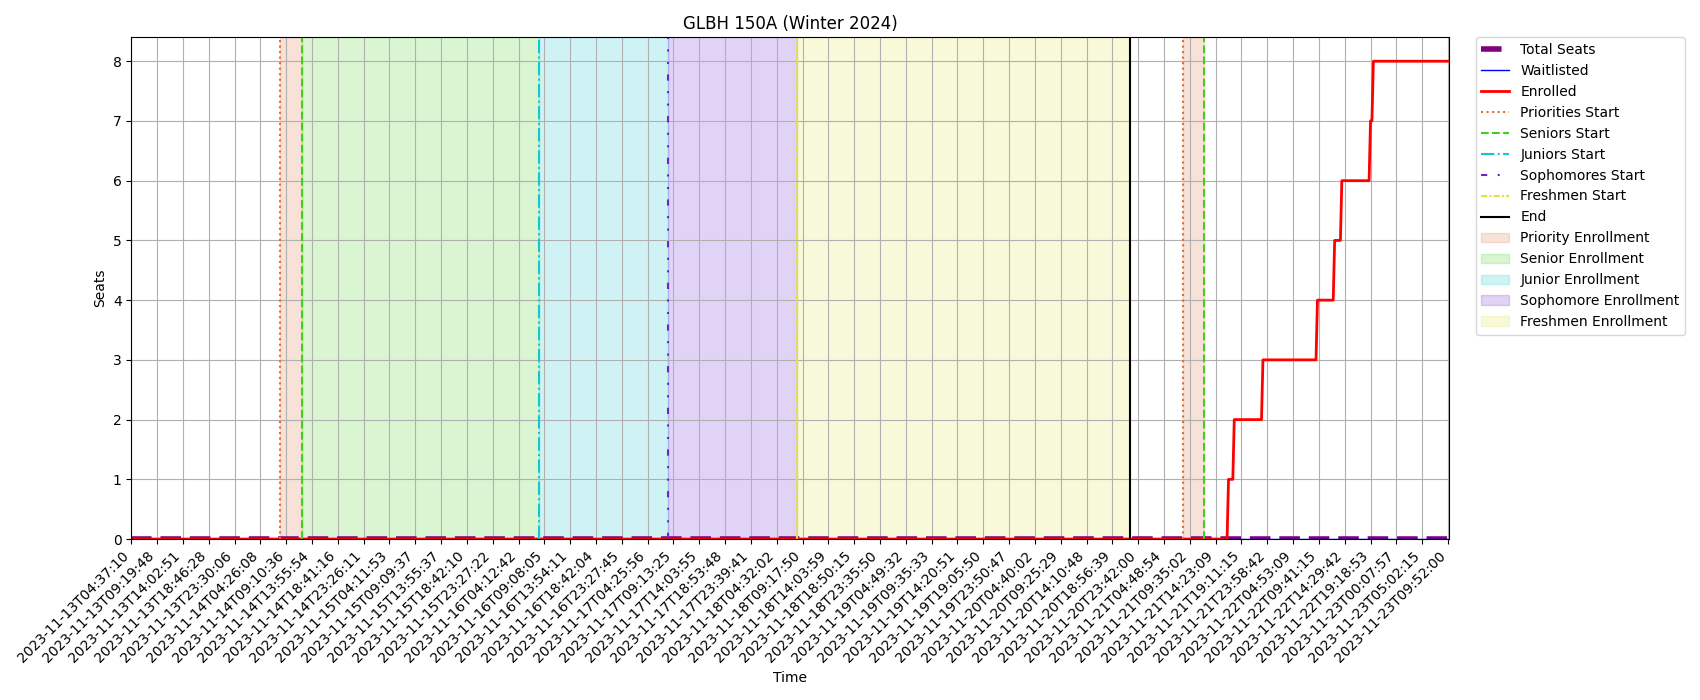 GLBH 150A (Winter 2024)
Seats
8
7
6
5
4
3
2
1
0
2023-11-13T04:37:10
2023-11-13T09:19:48
2023-11-13T14:02:51
2023-11-13T18:46:28
2023-11-13T23:30:06
2023-11-14T04:26:08
2023-11-14T09:10:36
2023-11-14T13:55:54
2023-11-14T18:41:16
2023-11-14T23:26:11
2023-11-15T04:11:53
2023-11-15T09:09:37
2023-11-15T13:55:37
2023-11-15T18:42:10
2023-11-15T23:27:22
2023-11-16T04:12:42
2023-11-16T09:08:05
2023-11-16T13:54:11
2023-11-16T18:42:04
2023-11-16T23:27:45
2023-11-17T04:25:56
2023-11-17T09:13:25
2023-11-17T14:03:55
2023-11-17T18:53:48
2023-11-17T23:39:41
2023-11-18T04:32:02
2023-11-18T09:17:50
2023-11-18T14:03:59
2023-11-18T18:50:15
2023-11-18T23:35:50
2023-11-19T04:49:32
2023-11-19T09:35:33
2023-11-19T14:20:51
2023-11-19T19:05:50
2023-11-19T23:50:47
2023-11-20T04:40:02
2023-11-20T09:25:29
2023-11-20T14:10:48
2023-11-20T18:56:39
2023-11-20T23:42:00
2023-11-21T04:48:54
2023-11-21T09:35:02
2023-11-21T14:23:09
2023-11-21T19:11:15
2023-11-21T23:58:42
2023-11-22T04:53:09
2023-11-22T09:41:15
2023-11-22T14:29:42
2023-11-22T19:18:53
2023-11-23T00:07:57
2023-11-23T05:02:15
2023-11-23T09:52:00
Time
Total Seats
Waitlisted
Enrolled
Priorities Start
Seniors Start
Juniors Start
Sophomores Start
Freshmen Start
End
Priority Enrollment
Senior Enrollment
Junior Enrollment
Sophomore Enrollment
Freshmen Enrollment